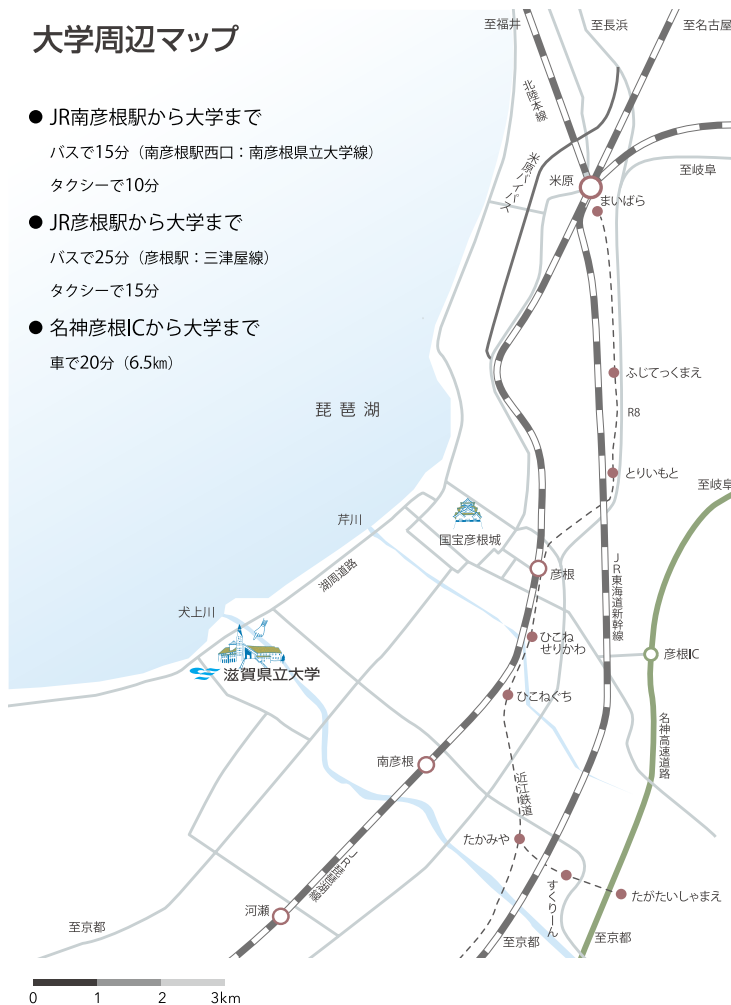 大学周辺マップ
● JR南彦根駅から大学まで
バスで15分（南彦根駅西口：南彦根県立大学線）
タクシーで10分
● JR彦根駅から大学まで
バスで25分（彦根駅：三津屋線）
タクシーで15分
● 名神彦根ICから大学まで
車で20分（6.5㎞）
至福井
至長浜
至名古屋
北陸本線
米原バイパス
米原
至岐阜
まいばら
ふじてっくまえ
琵琶湖
R8
とりいもと
至岐阜
芹川
国宝彦根城
湖周道路
彦根
JR東海道新幹線
犬上川
ひこね
せりかわ
彦根IC
滋賀県立大学
ひこねぐち
名神高速道路
南彦根
近江鉄道
たかみや
JR琵琶湖線
すくりーん
たがたいしゃまえ
河瀬
至京都
至京都
至京都
0 1 2 3km